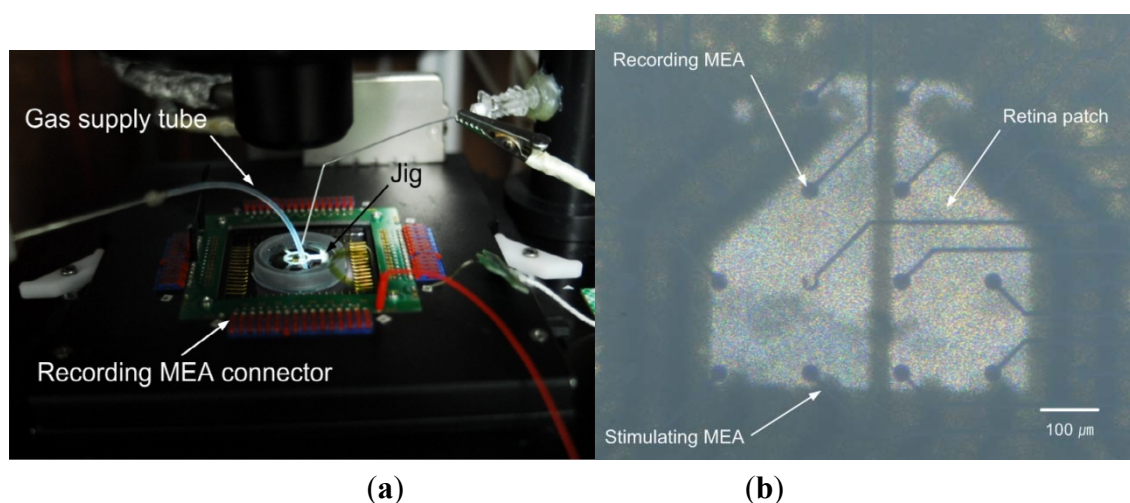 Gas supply tube
Jig
Recording MEA connector
Recording MEA
Retina patch
Stimulating MEA
100 ㎛
(a)
(b)